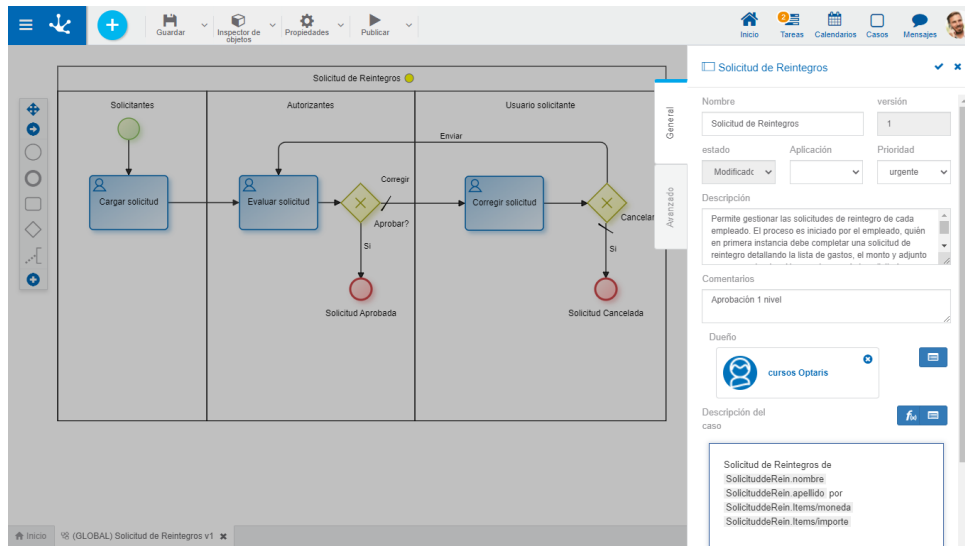 Guardar
Inspector de
objetos
Propiedades
Publicar
Inicio
2
Tareas
Calendarios
Casos
Mensajes
Solicitud de Reintegros
Solicitantes
Autorizantes
Usuario solicitante
Enviar
Cargar solicitud
Evaluar solicitud
Corregir
Aprobar?
Si
Corregir solicitud
Cancelar
Si
Solicitud Aprobada
Solicitud Cancelada
General
Avanzado
Solicitud de Reintegros
Nombre
versión
Solicitud de Reintegros
1
estado
Aplicación
Prioridad
Modificado
urgente
Descripción
Permite gestionar las solicitudes de reintegro de cada
empleado. El proceso es iniciado por el empleado, quién
en primera instancia debe completar una solicitud de
reintegro detallando la lista de gastos, el monto y adjunto
Comentarios
Aprobación 1 nivel
Dueño
cursos Optaris
Descripción del
caso
f(x)
Solicitud de Reintegros de
SolicituddeRein.nombre
SolicituddeRein.apellido por
SolicituddeRein.Items/moneda
SolicituddeRein.Items/importe
Inicio
(GLOBAL) Solicitud de Reintegros v1